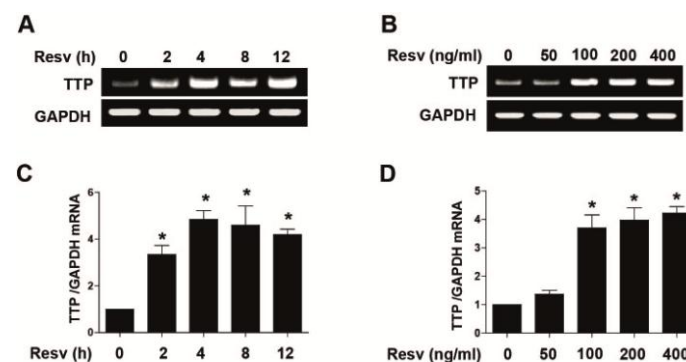 A
Resv (h) 0 2 4 8 12
TTP
GAPDH
B
Resv (ng/ml) 0 50 100 200 400
TTP
GAPDH
C
TTP /GAPDH mRNA
6
4
2
0
* * * *
Resv (h) 0 2 4 8 12
D
TTP /GAPDH mRNA
5
4
3
2
1
0
* * *
Resv (ng/ml) 0 50 100 200 400